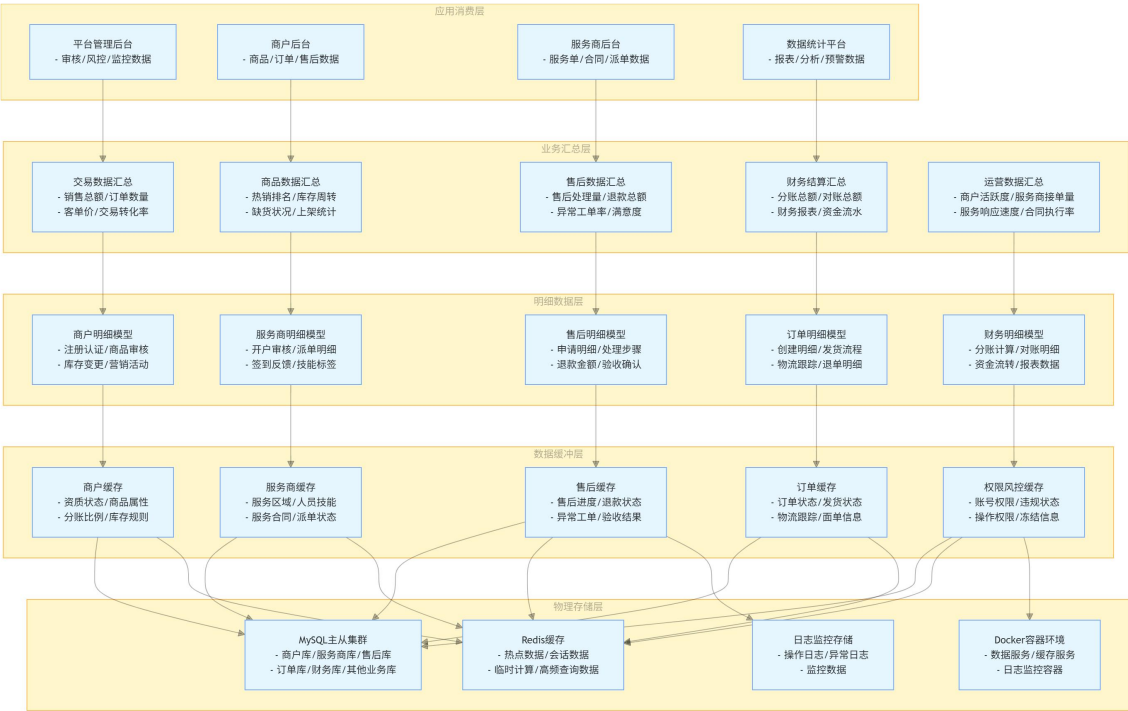 应用消费层
平台管理后台
- 审核/风控/监控数据
商户后台
- 商品/订单/售后数据
服务商后台
- 服务单/合同/派单数据
数据统计平台
- 报表/分析/预警数据
业务汇总层
交易数据汇总
- 销售总额/订单数量
- 客单价/交易转化率
商品数据汇总
- 热销排名/库存周转
- 缺货状况/上架统计
售后数据汇总
- 售后处理量/退款总额
- 异常工单率/满意度
财务结算汇总
- 分账总额/对账总额
- 财务报表/资金流水
运营数据汇总
- 商户活跃度/服务商接单量
- 服务响应速度/合同执行率
明细数据层
商户明细模型
- 注册认证/商品审核
- 库存变更/营销活动
服务商明细模型
- 开户审核/派单明细
- 签到反馈/技能标签
售后明细模型
- 申请明细/处理步骤
- 退款金额/验收确认
订单明细模型
- 创建明细/发货流程
- 物流跟踪/退单明细
财务明细模型
- 分账计算/对账明细
- 资金流转/报表数据
数据缓冲层
商户缓存
- 资质状态/商品属性
- 分账比例/库存规则
服务商缓存
- 服务区域/人员技能
- 服务合同/派单状态
售后缓存
- 售后进度/退款状态
- 异常工单/验收结果
订单缓存
- 订单状态/发货状态
- 物流跟踪/面单信息
权限风控缓存
- 账号权限/违规状态
- 操作权限/冻结信息
物理存储层
MySQL主从集群
- 商户库/服务商库/售后库
- 订单库/财务库/其他业务库
Redis缓存
- 热点数据/会话数据
- 临时计算/高频查询数据
日志监控存储
- 操作日志/异常日志
- 监控数据
Docker容器环境
- 数据服务/缓存服务
- 日志监控容器